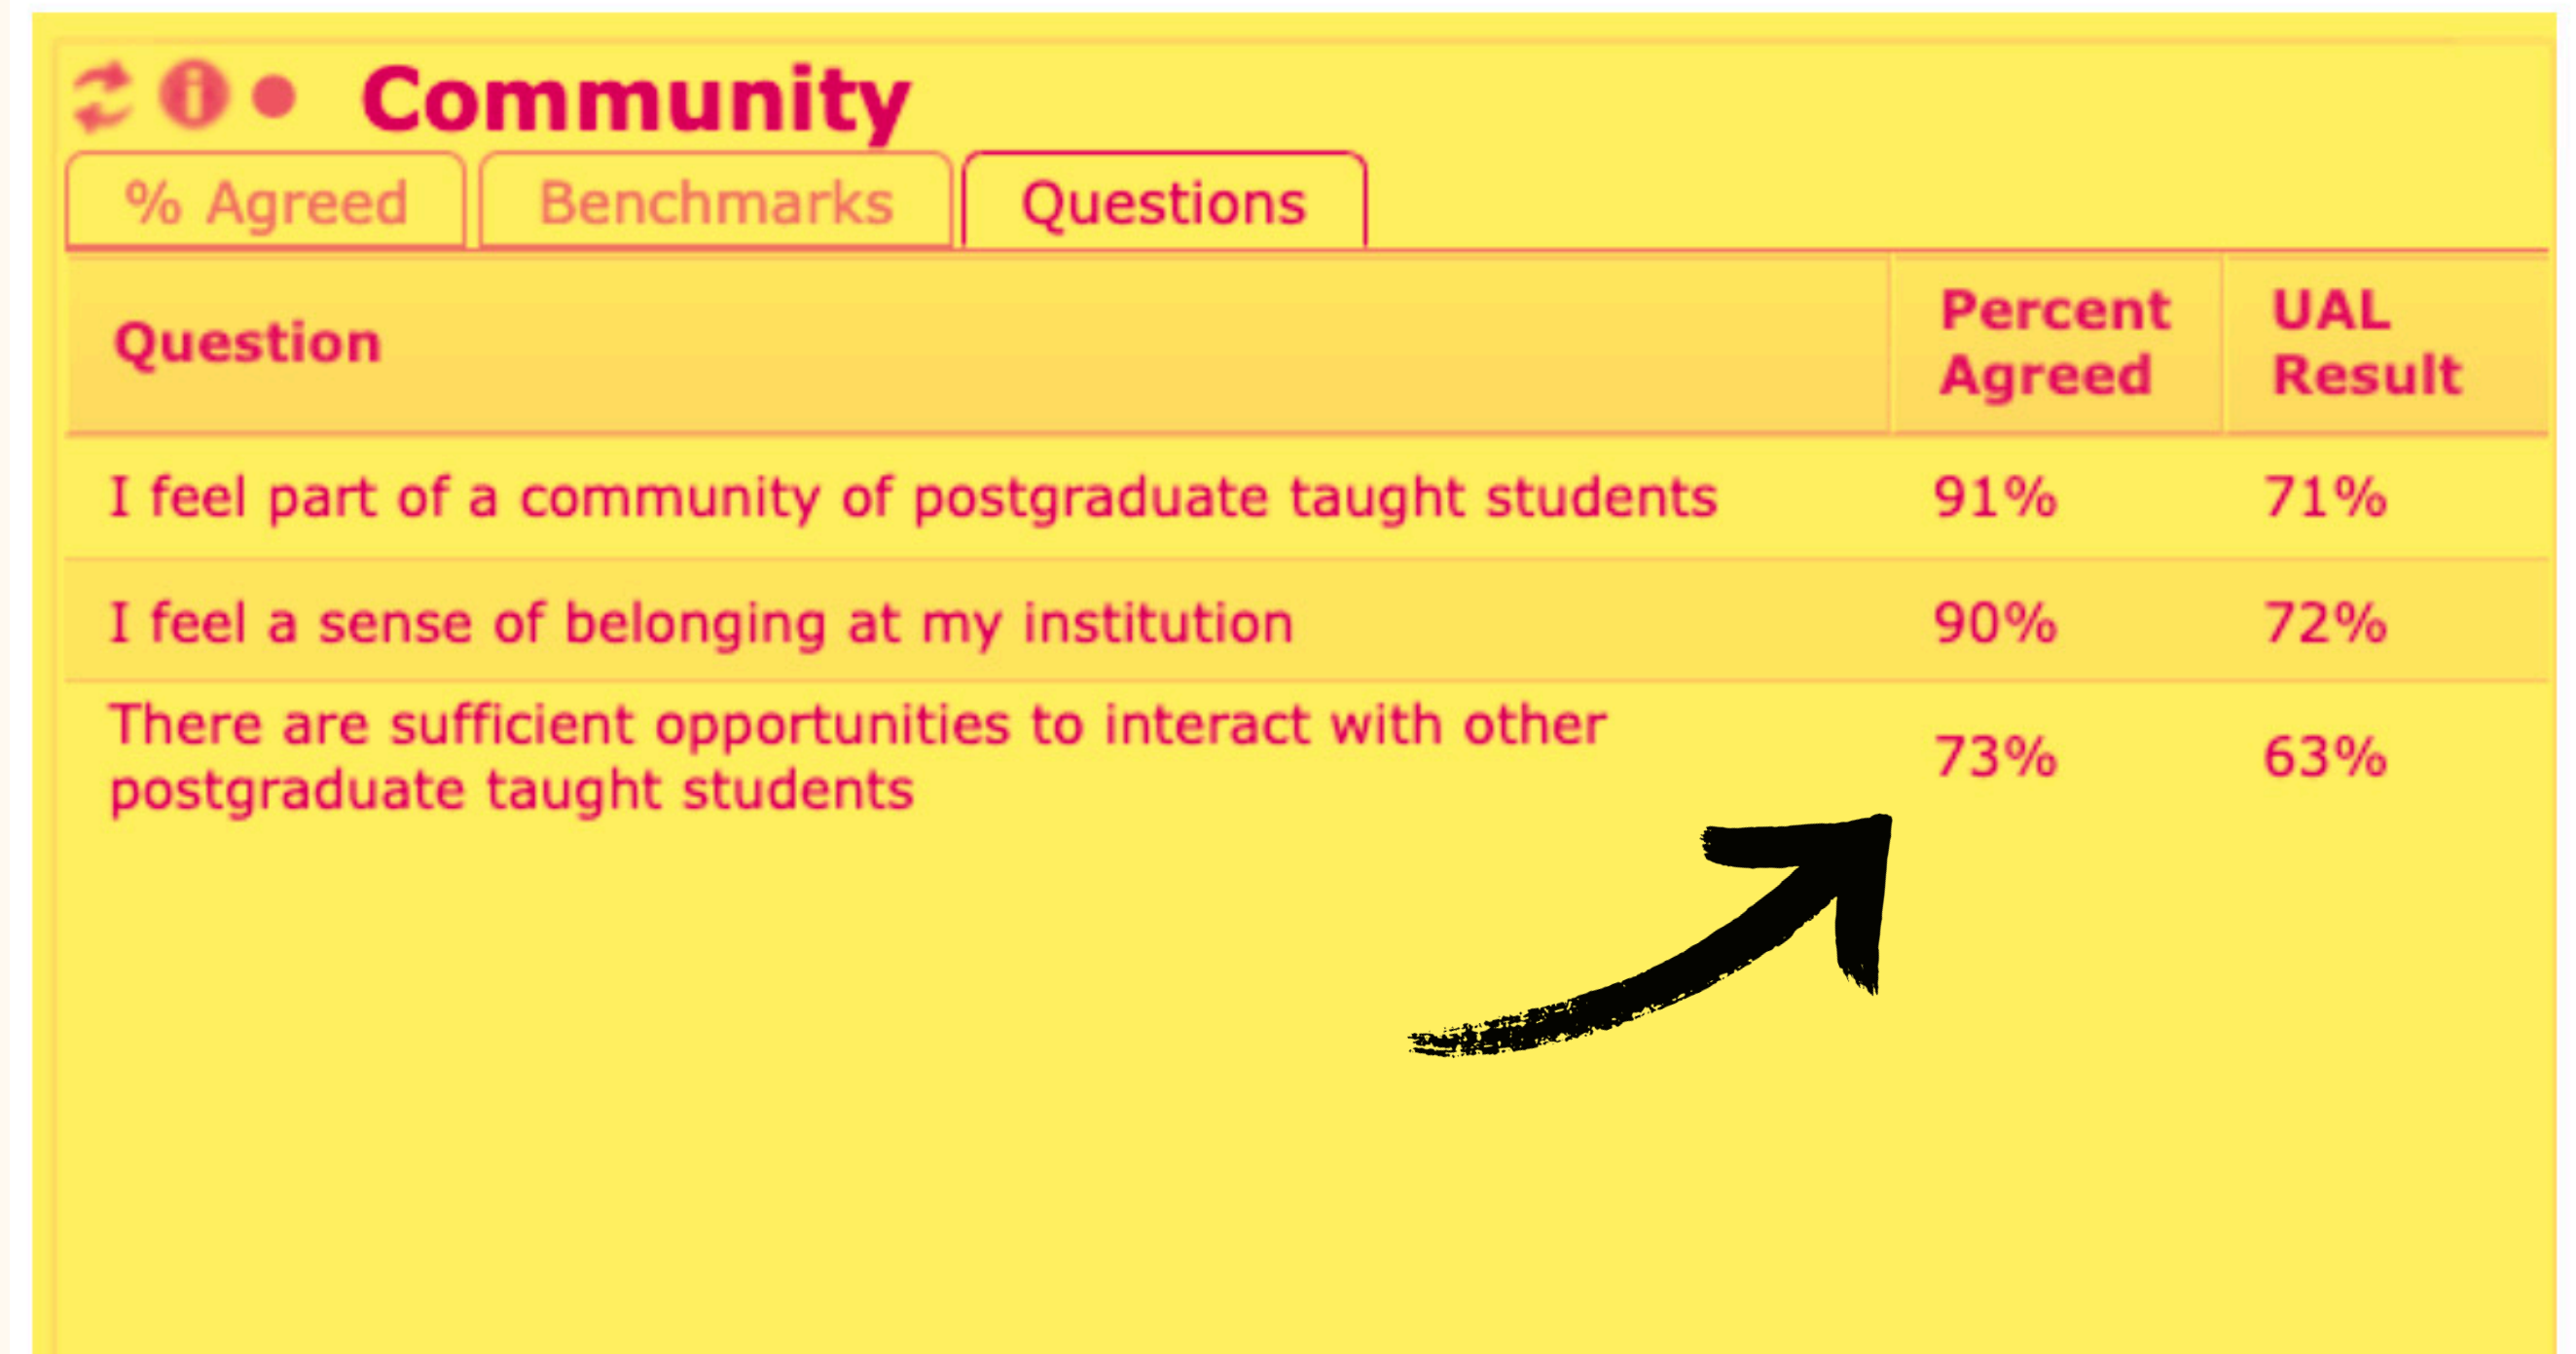 Community
% Agreed
Benchmarks
Questions
Question
Percent
Agreed
UAL
Result
I feel part of a community of postgraduate taught students
91%
71%
I feel a sense of belonging at my institution
90%
72%
There are sufficient opportunities to interact with other
postgraduate taught students
73%
63%